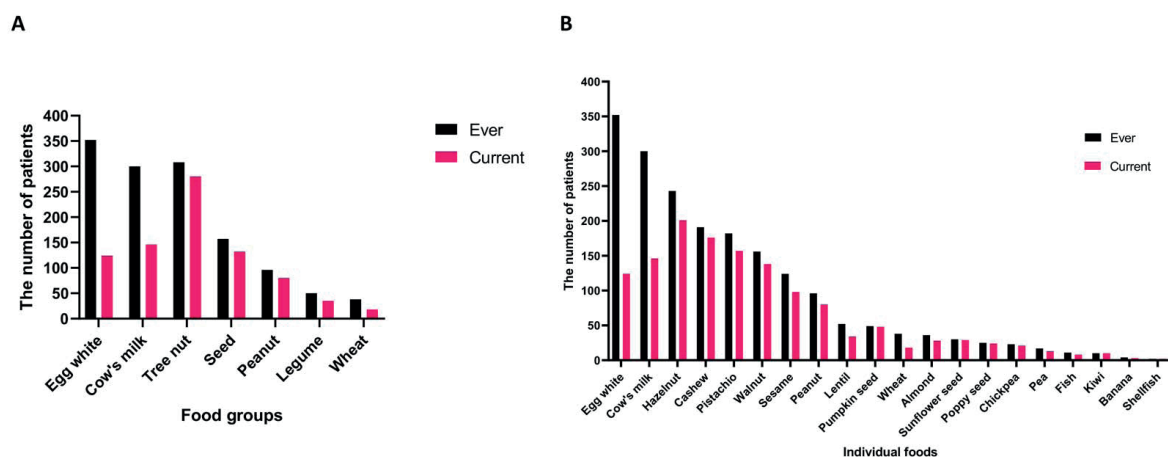 A
The number of patients
400
350
300
250
200
150
100
50
0
Egg white
Cow's milk
Tree nut
Seed
Peanut
Legume
Wheat
Food groups
Ever
Current
B
The number of patients
400
350
300
250
200
150
100
50
0
Egg white
Cow's milk
Hazelnut
Cashew
Pistachio
Walnut
Sesame
Peanut
Lentil
Pumpkin seed
Wheat
Almond
Sunflower seed
Poppy seed
Chickpea
Pea
Fish
Kiwi
Banana
Shellfish
Individual foods
Ever
Current